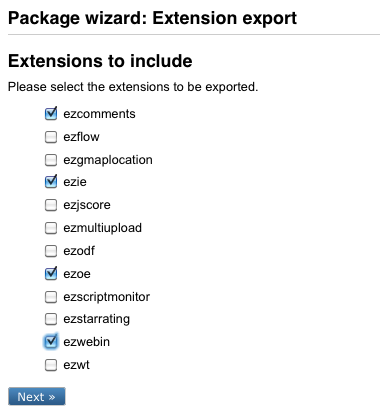 Package wizard: Extension export
Extensions to include
Please select the extensions to be exported.
ezcomments
ezflow
ezgmaplocation
ezie
ezjscore
ezmultiupload
ezodf
ezoe
ezscriptmonitor
ezstarrating
ezwebin
ezwt
Next »